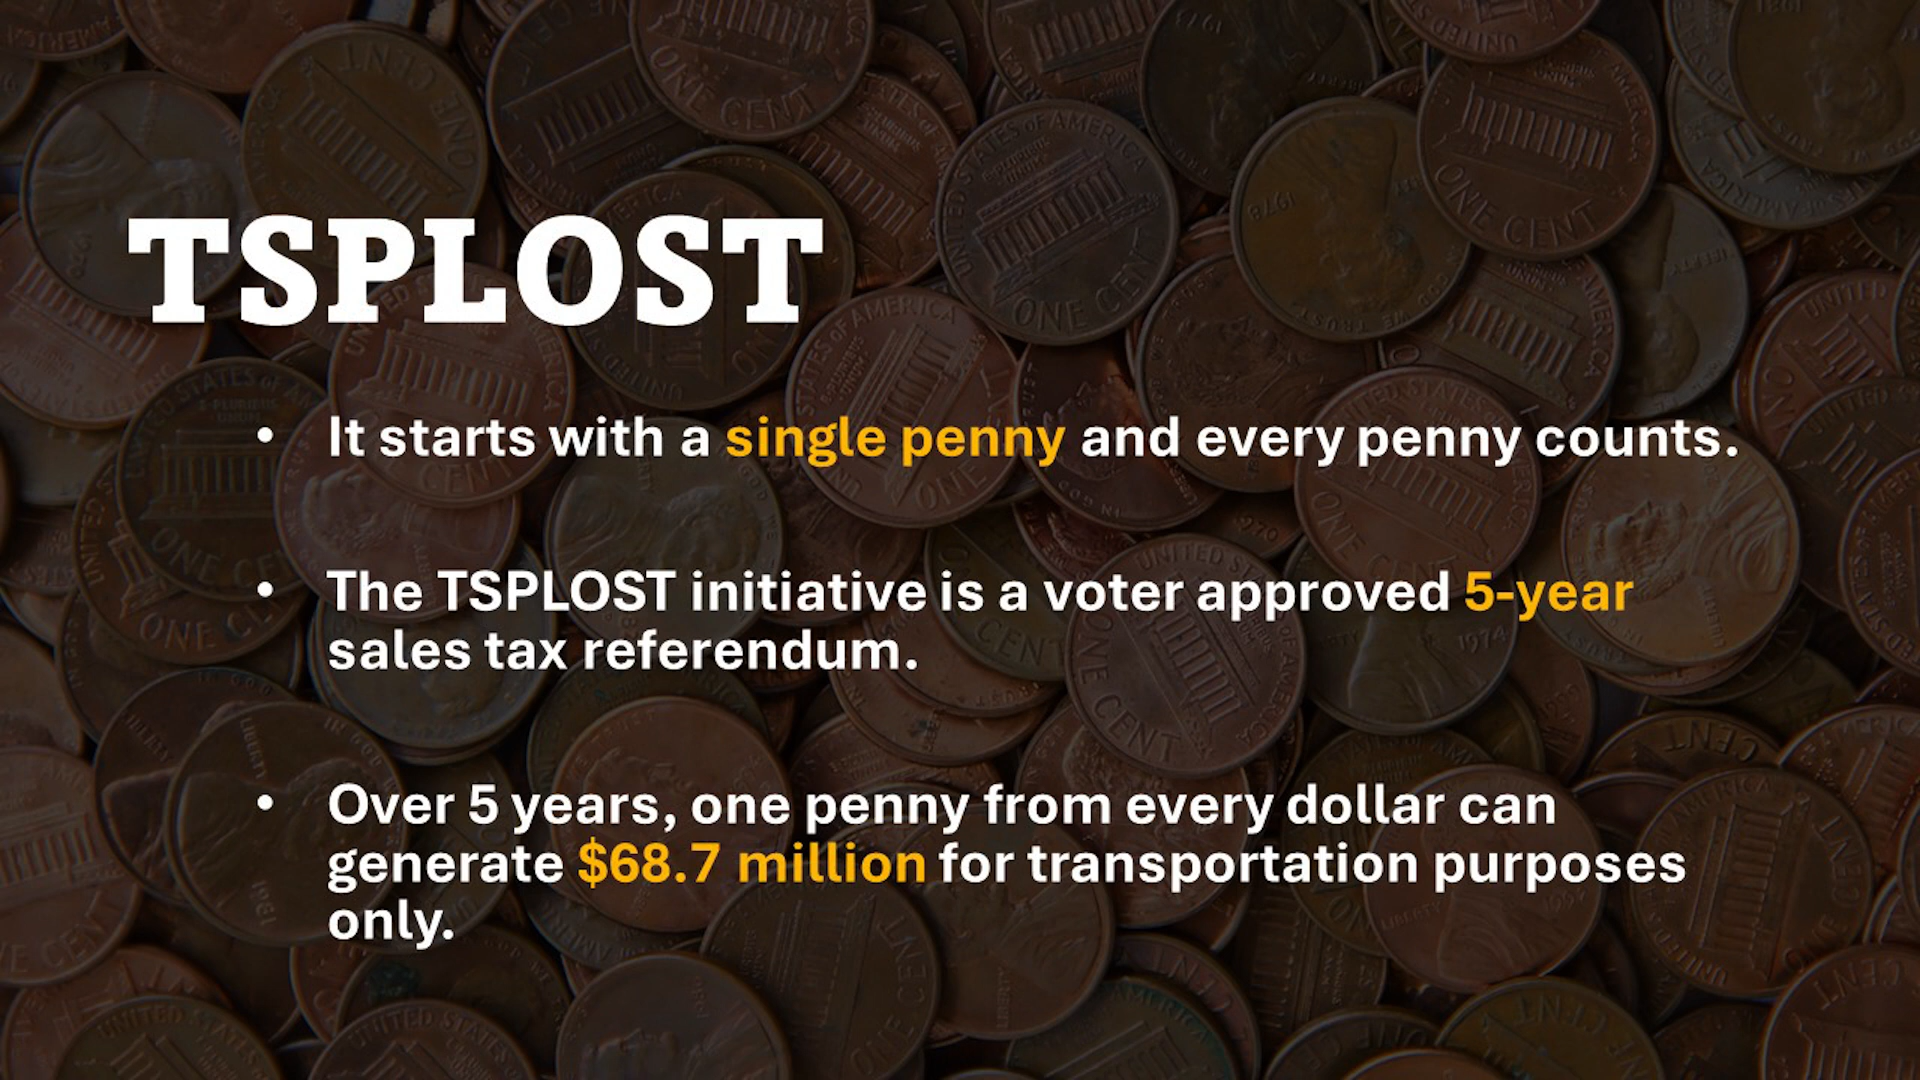 TSPLOST
• It starts with a single penny and every penny counts.
• The TSPLOST initiative is a voter approved 5-year
sales tax referendum.
• Over 5 years, one penny from every dollar can
generate $68.7 million for transportation purposes
only.